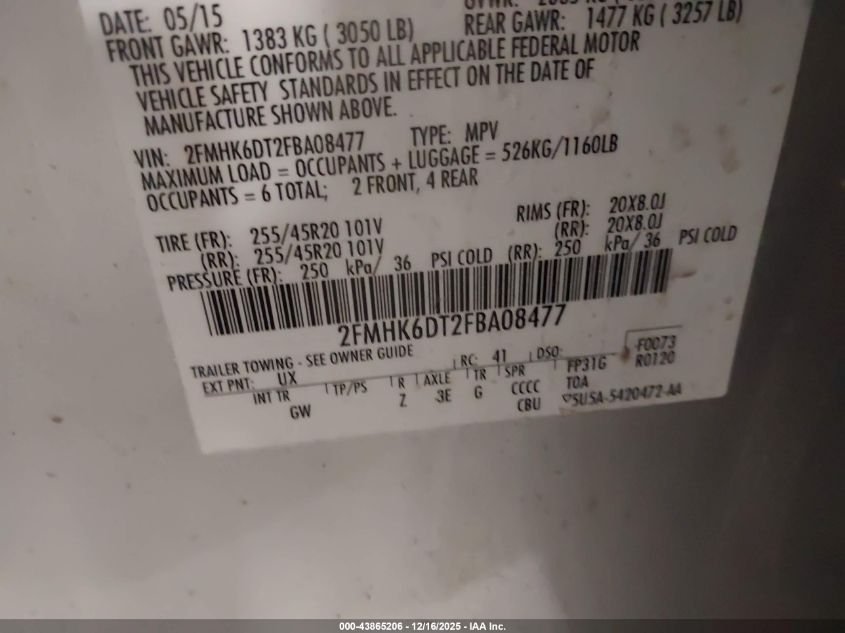 DATE: 05/15
FRONT GAWR: 1383 KG ( 3050 LB) REAR GAWR: 1477 KG ( 3257 LB)
THIS VEHICLE CONFORMS TO ALL APPLICABLE FEDERAL MOTOR
VEHICLE SAFETY STANDARDS IN EFFECT ON THE DATE OF
MANUFACTURE SHOWN ABOVE.
VIN: 2FMHK6DT2FBA08477 TYPE: MPV
MAXIMUM LOAD = OCCUPANTS + LUGGAGE = 526KG/1160LB
OCCUPANTS = 6 TOTAL; 2 FRONT, 4 REAR
TIRE (FR): 255/45R20 101V RIMS (FR): 20X8.0J
(RR): 255/45R20 101V (RR): 20X8.0J
PRESSURE (FR): 250 kPa/ 36 PSI COLD (RR): 250 kPa/ 36 PSI COLD
2FMHK6DT2FBA08477
TRAILER TOWING - SEE OWNER GUIDE
F0073
EXT PNT: UX RC: 41 DSO: R0120
INT TR TP/PS R AXLE TR SPR FP31G
GW Z 3E G CCCC TOA
CBU 5U5A-5420472-AA
000-43865206 - 12/16/2025 - IAA Inc.